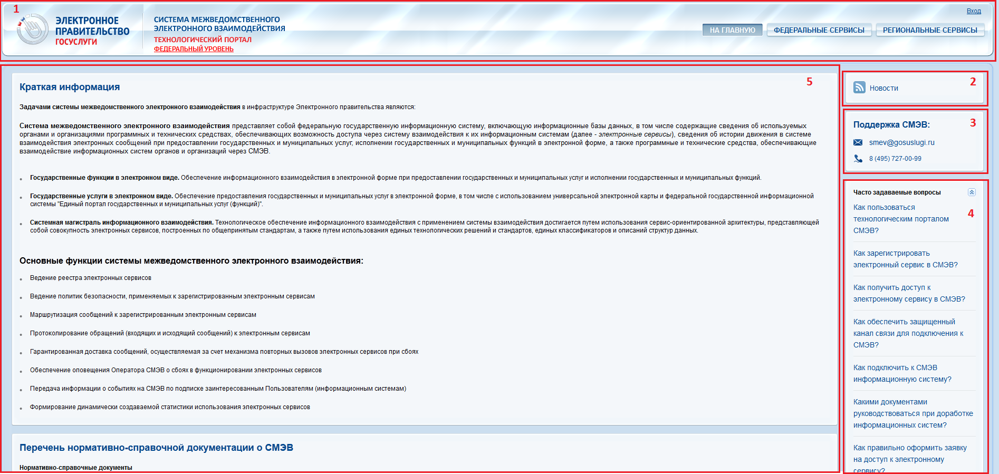 1
ЭЛЕКТРОННОЕ
ПРАВИТЕЛЬСТВО
ГОСУСЛУГИ
СИСТЕМА МЕЖВЕДОМСТВЕННОГО
ЭЛЕКТРОННОГО ВЗАИМОДЕЙСТВИЯ
ТЕХНОЛОГИЧЕСКИЙ ПОРТАЛ
ФЕДЕРАЛЬНЫЙ УРОВЕНЬ
Вход
НА ГЛАВНУЮ
ФЕДЕРАЛЬНЫЕ СЕРВИСЫ
РЕГИОНАЛЬНЫЕ СЕРВИСЫ
5
Краткая информация
Задачами системы межведомственного электронного взаимодействия в инфраструктуре Электронного правительства являются:
Система межведомственного электронного взаимодействия представляет собой федеральную государственную информационную систему, включающую информационные базы данных, в том числе содержащие сведения об используемых
органами и организациями программных и технических средствах, обеспечивающих возможность доступа через систему взаимодействия к их информационным системам (далее - электронные сервисы), сведения об истории движения в системе
взаимодействия электронных сообщений при предоставлении государственных и муниципальных услуг, исполнении государственных и муниципальных функций в электронной форме, а также программные и технические средства, обеспечивающие
взаимодействие информационных систем органов и организаций через СМЭВ.
Государственные функции в электронном виде. Обеспечение информационного взаимодействия в электронной форме при предоставлении государственных и муниципальных услуг и исполнении государственных и муниципальных функций.
Государственные услуги в электронном виде. Обеспечение предоставления государственных и муниципальных услуг в электронной форме, в том числе с использованием универсальной электронной карты и федеральной государственной информационной
системы "Единый портал государственных и муниципальных услуг (функций)".
Системная магистраль информационного взаимодействия. Технологическое обеспечение информационного взаимодействия с применением системы взаимодействия достигается путем использования сервис-ориентированной архитектуры, представляющей
собой совокупность электронных сервисов, построенных по общепринятым стандартам, а также путем использования единых технологических решений и стандартов, единых классификаторов и описаний структур данных.
Основные функции системы межведомственного электронного взаимодействия:
Ведение реестра электронных сервисов
Ведение политик безопасности, применяемых к зарегистрированным электронным сервисам
Маршрутизация сообщений к зарегистрированным электронным сервисам
Протоколирование обращений (входящих и исходящий сообщений) к электронным сервисам
Гарантированная доставка сообщений, осуществляемая за счет механизма повторных вызовов электронных сервисов при сбоях
Обеспечение оповещения Оператора СМЭВ о сбоях в функционировании электронных сервисов
Передача информации о событиях на СМЭВ по подписке заинтересованным Пользователям (информационным системам)
Формирование динамически создаваемой статистики использования электронных сервисов
Перечень нормативно-справочной документации о СМЭВ
Нормативно-справочные документы
2
Новости
3
Поддержка СМЭВ:
smev@gosuslugi.ru
8 (495) 727-00-99
Часто задаваемые вопросы
4
Как пользоваться
технологическим порталом
СМЭВ?
Как зарегистрировать
электронный сервис в СМЭВ?
Как получить доступ к
электронному сервису в СМЭВ?
Как обеспечить защищенный
канал связи для подключения к
СМЭВ?
Как подключить к СМЭВ
информационную систему?
Какими документами
руководствоваться при доработке
информационных систем?
Как правильно оформить заявку
на доступ к электронному
сервису?